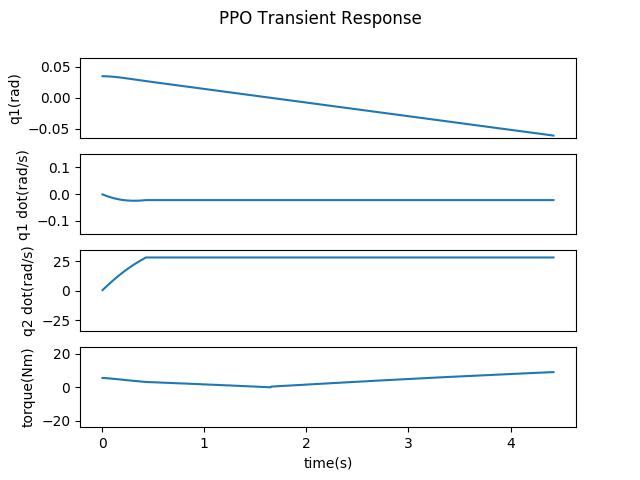 PPO Transient Response
q1(rad)
0.05
0.00
−0.05
q1 dot(rad/s)
0.1
0.0
−0.1
q2 dot(rad/s)
25
0
−25
torque(Nm)
20
0
−20
0 1 2 3 4
time(s)